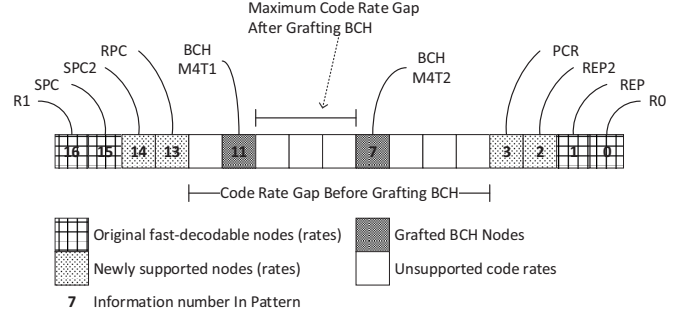 Maximum Code Rate Gap
After Grafting BCH
RPC
BCH
M4T1
BCH
M4T2
PCR
SPC2
REP2
SPC
REP
R1
R0
16 15 14 13 11 7 3 2 1 0
Code Rate Gap Before Grafting BCH
Original fast-decodable nodes (rates)
Grafted BCH Nodes
Newly supported nodes (rates)
Unsupported code rates
7 Information number In Pattern